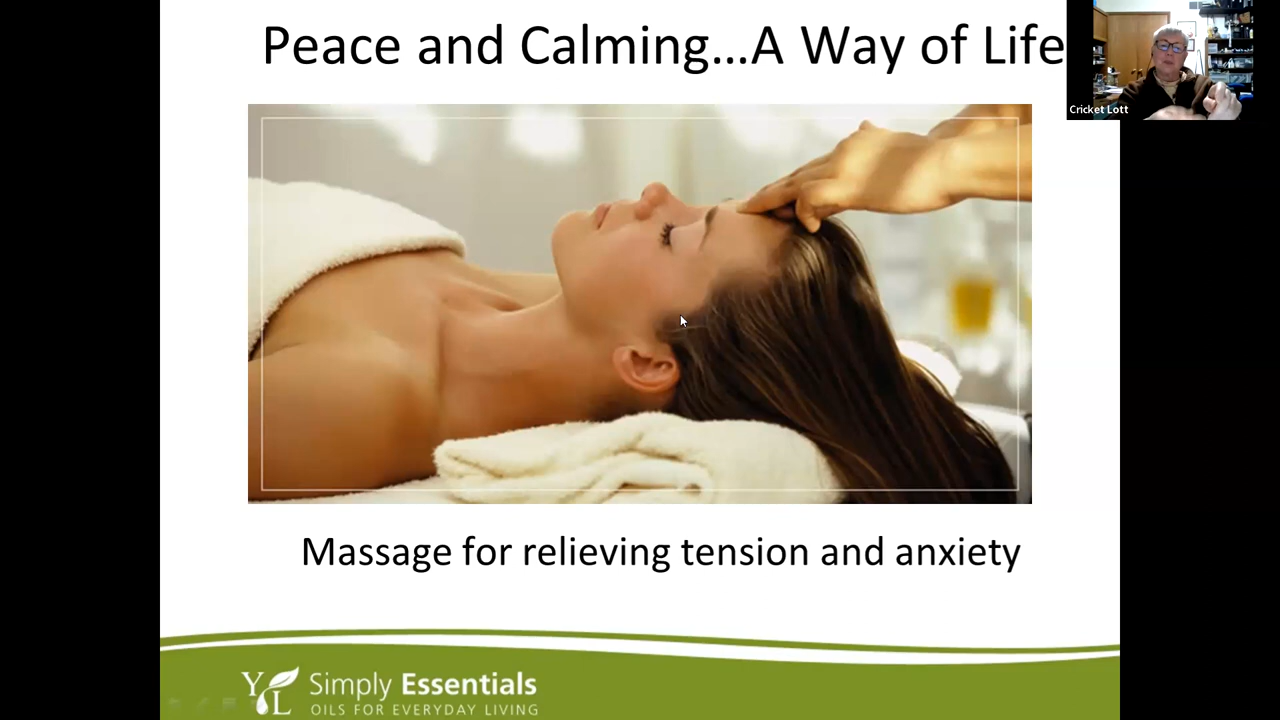 Peace and Calming...A Way of Life
Cricket Lott
Massage for relieving tension and anxiety
YL
Simply Essentials
OILS FOR EVERYDAY LIVING